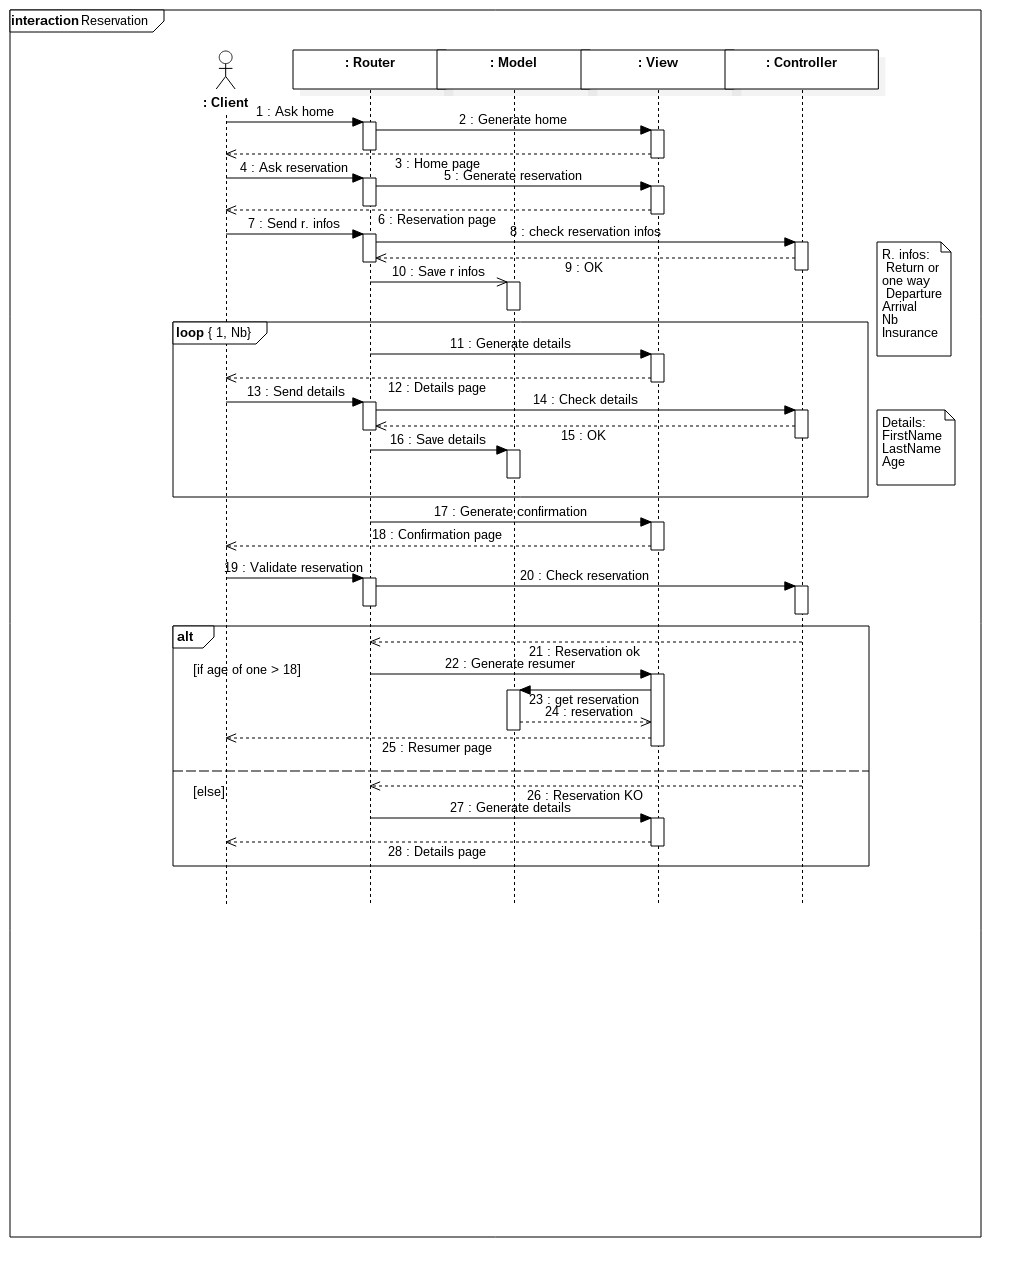 interaction Reservation
: Client
: Router
: Model
: View
: Controller
1 : Ask home
2 : Generate home
3 : Home page
4 : Ask reservation
5 : Generate reservation
6 : Reservation page
7 : Send r. infos
8 : check reservation infos
9 : OK
10 : Save r infos
R. infos:
Return or
one way
Departure
Arrival
Nb
Insurance
loop { 1, Nb}
11 : Generate details
12 : Details page
13 : Send details
14 : Check details
15 : OK
16 : Save details
Details:
FirstName
LastName
Age
17 : Generate confirmation
18 : Confirmation page
19 : Validate reservation
20 : Check reservation
alt
21 : Reservation ok
[if age of one > 18]
22 : Generate resumer
23 : get reservation
24 : reservation
25 : Resumer page
[else]
26 : Reservation KO
27 : Generate details
28 : Details page